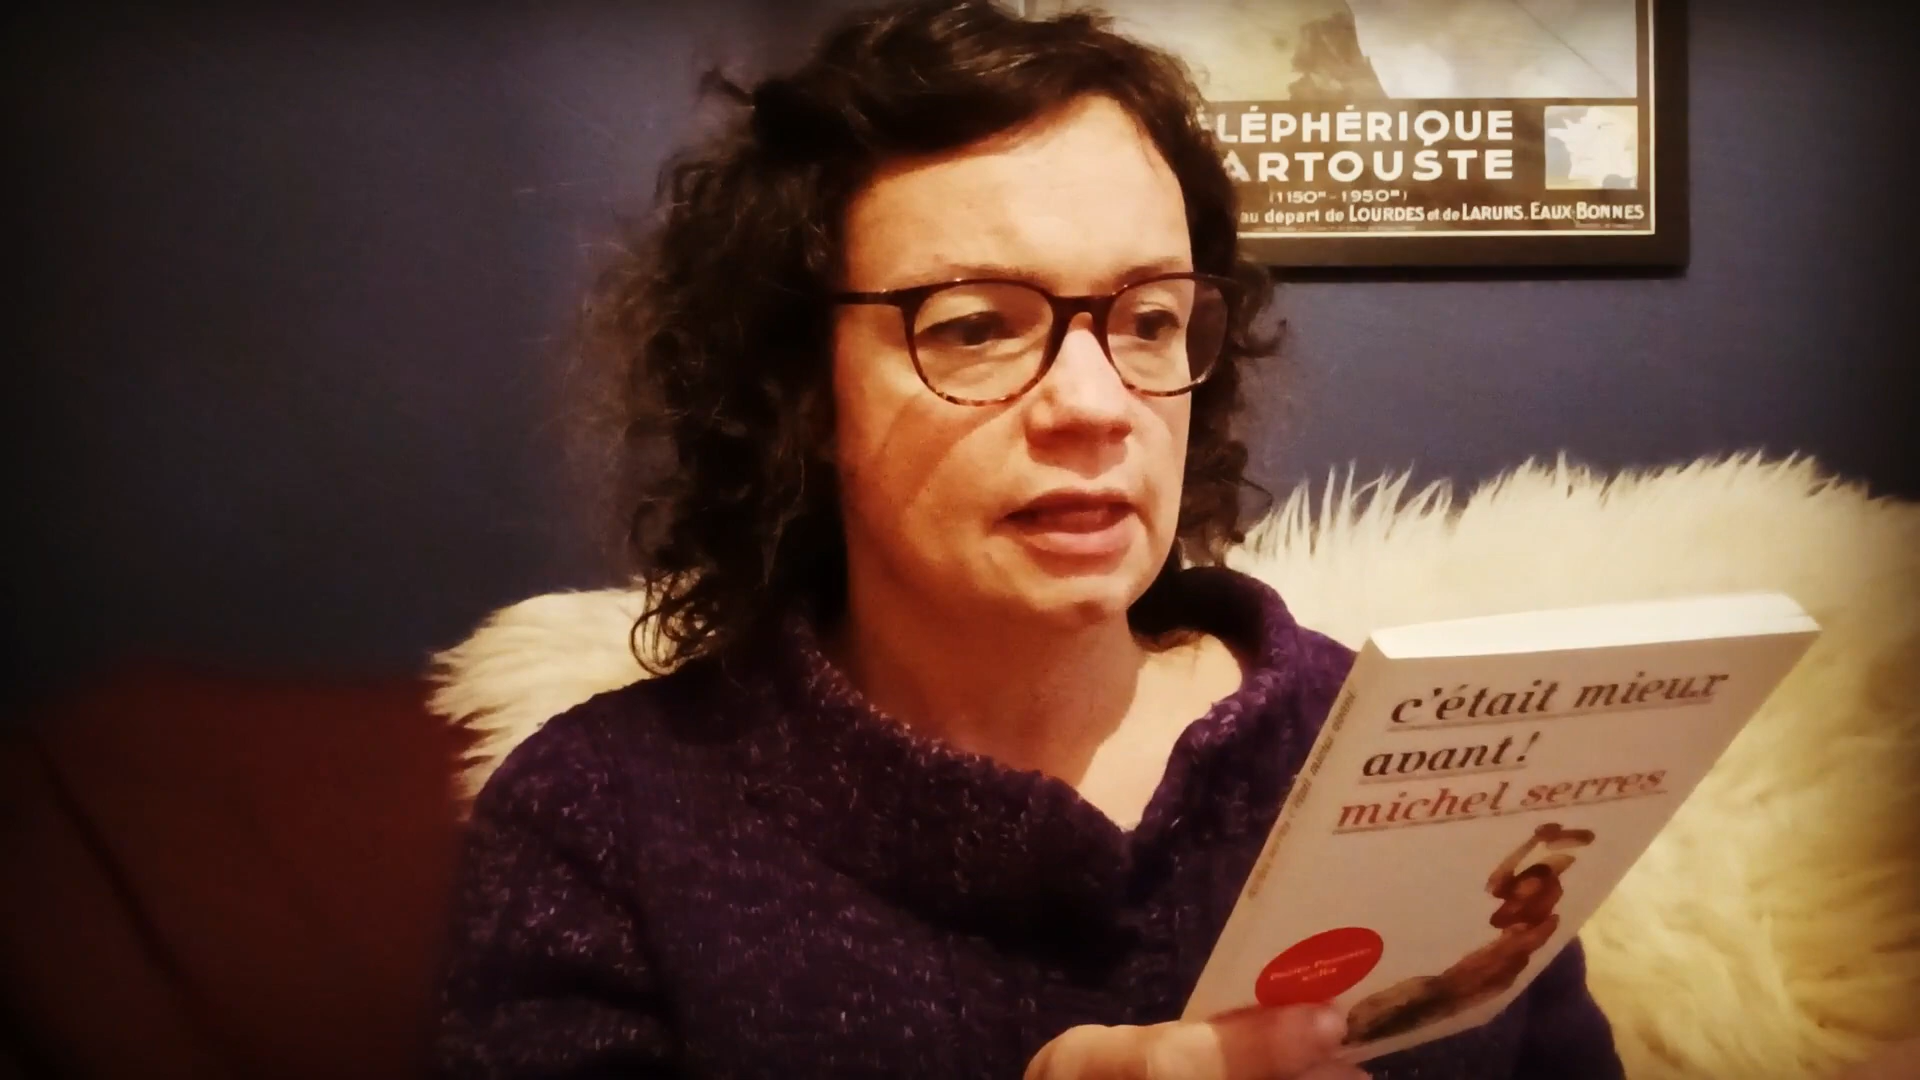 LÉPHÉRIQUE
ARTOUSTE
(1150ᵐ - 1950ᵐ)
au départ de LOURDES et de LARUNS. EAUX-BONNES
c'était mieux
avant!
michel serres